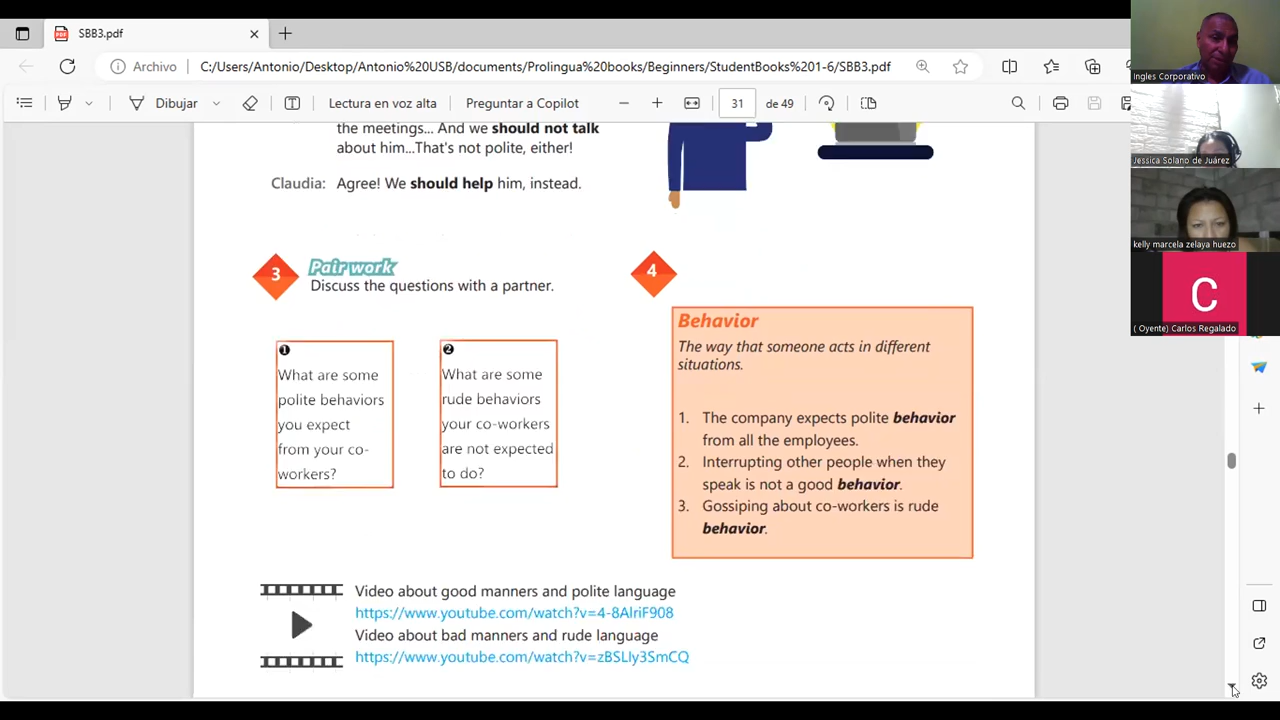 SBB3.pdf
Archivo
C:/Users/Antonio/Desktop/Antonio%20USB/documents/Prolingua%20books/Beginners/StudentBooks%201-6/SBB3.pdf
Dibujar
Lectura en voz alta
Preguntar a Copilot
31
de 49
the meetings... And we should not talk
about him...That's not polite, either!
Claudia: Agree! We should help him, instead.
3
Pair work
Discuss the questions with a partner.
❶
What are some
polite behaviors
you expect
from your co-
workers?
❷
What are some
rude behaviors
your co-workers
are not expected
to do?
4
Behavior
The way that someone acts in different
situations.
1. The company expects polite behavior
from all the employees.
2. Interrupting other people when they
speak is not a good behavior.
3. Gossiping about co-workers is rude
behavior.
Video about good manners and polite language
https://www.youtube.com/watch?v=4-8AlriF908
Video about bad manners and rude language
https://www.youtube.com/watch?v=zBSLIy3SmCQ
Ingles Corporativo
Jessica Solano de Juárez
kelly marcela zelaya huezo
C
( Oyente) Carlos Regalado